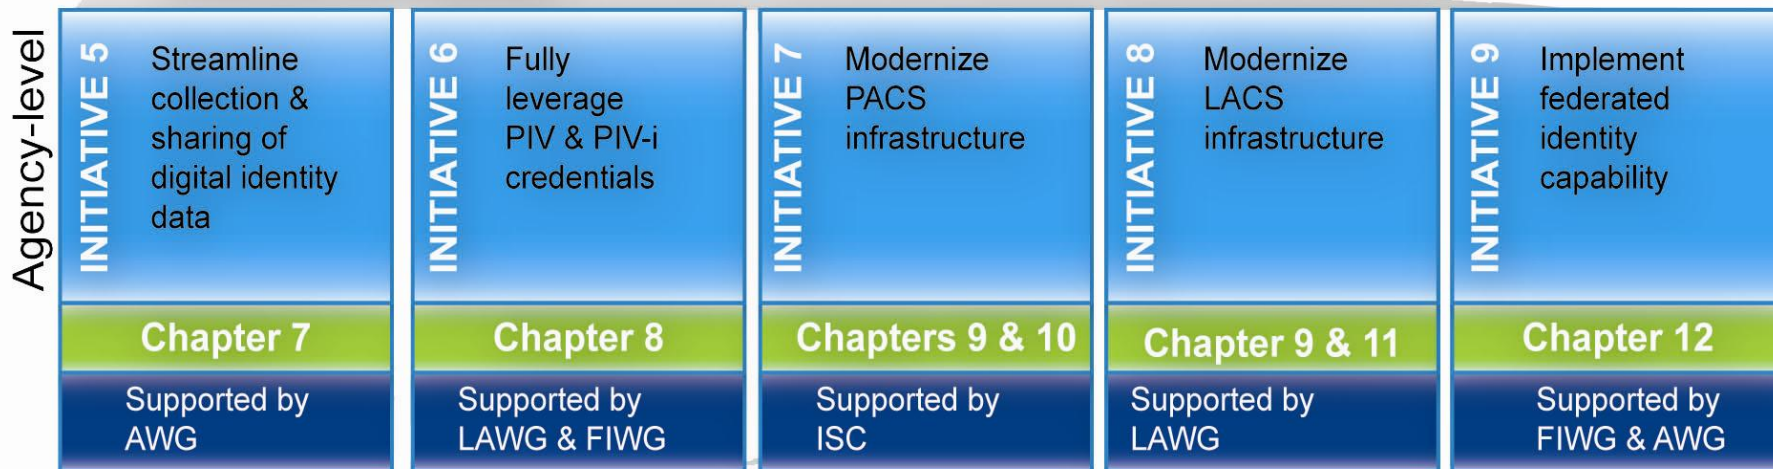 Agency-level
INITIATIVE 5
Streamline
collection &
sharing of
digital identity
data
Chapter 7
Supported by
AWG
INITIATIVE 6
Fully
leverage
PIV & PIV-i
credentials
Chapter 8
Supported by
LAWG & FIWG
INITIATIVE 7
Modernize
PACS
infrastructure
Chapters 9 & 10
Supported by
ISC
INITIATIVE 8
Modernize
LACS
infrastructure
Chapter 9 & 11
Supported by
LAWG
INITIATIVE 9
Implement
federated
identity
capability
Chapter 12
Supported by
FIWG & AWG